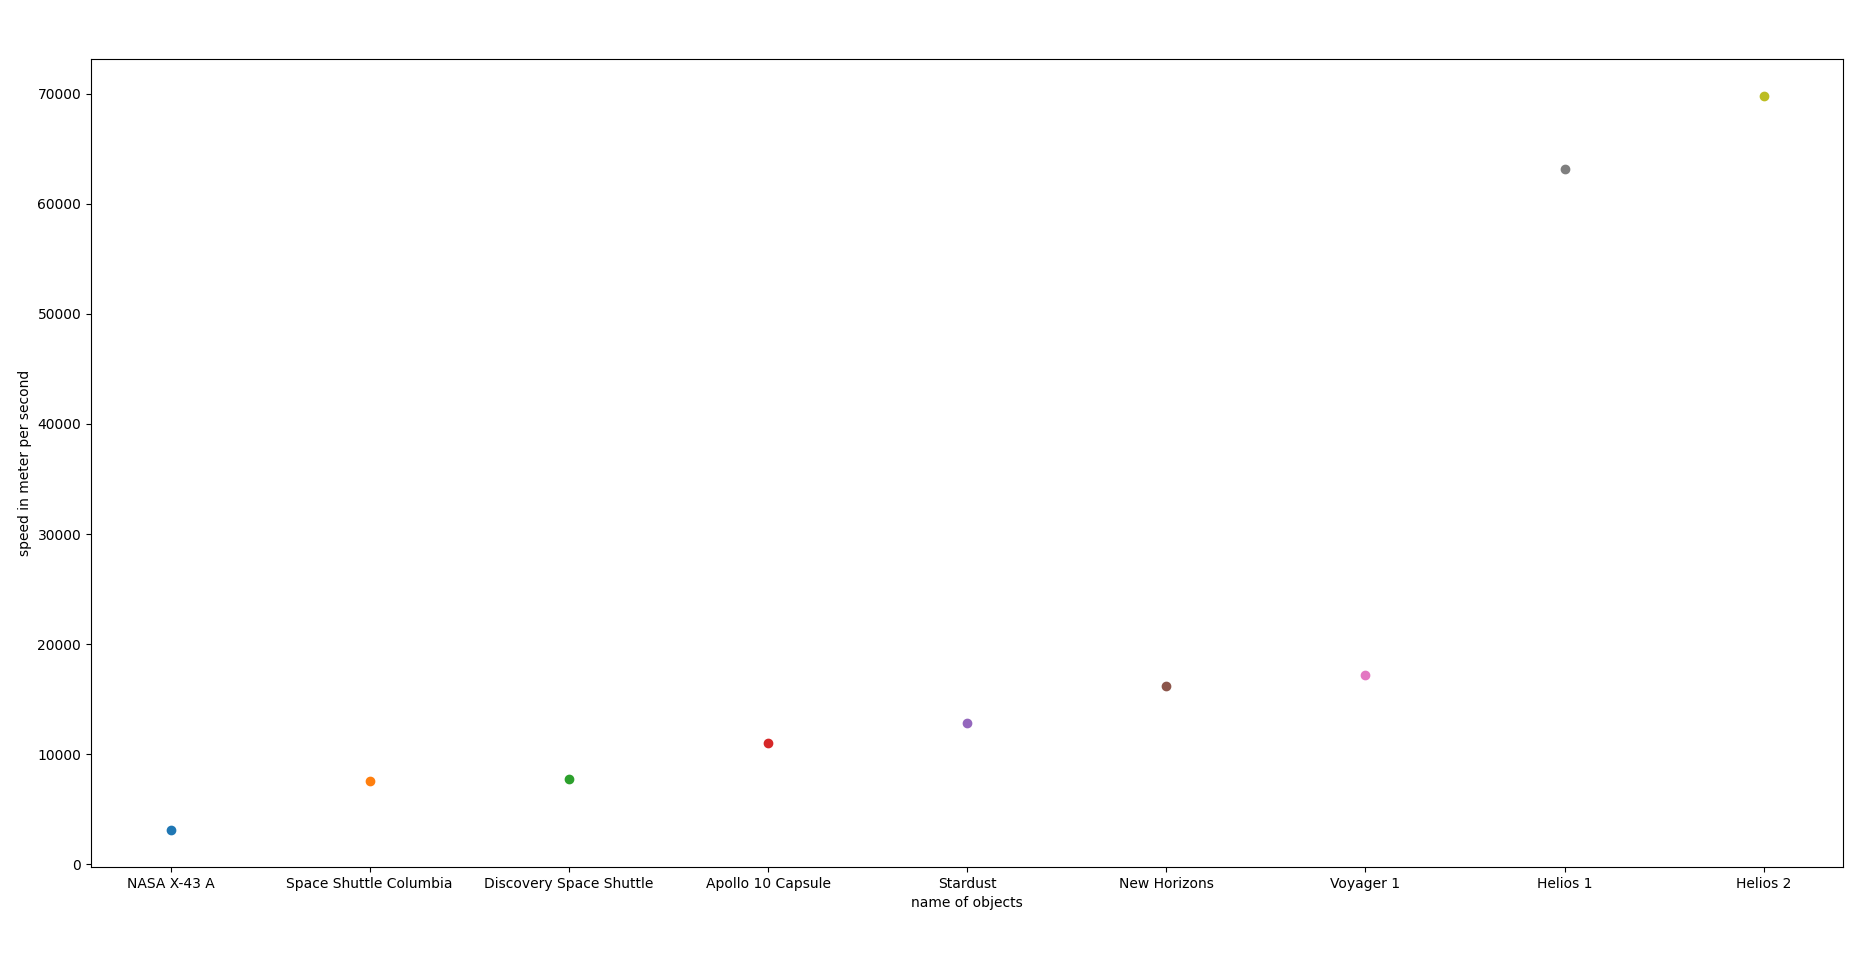 70000
60000
50000
40000
30000
20000
10000
0
speed in meter per second
NASA X-43 A
Space Shuttle Columbia
Discovery Space Shuttle
Apollo 10 Capsule
Stardust
New Horizons
Voyager 1
Helios 1
Helios 2
name of objects